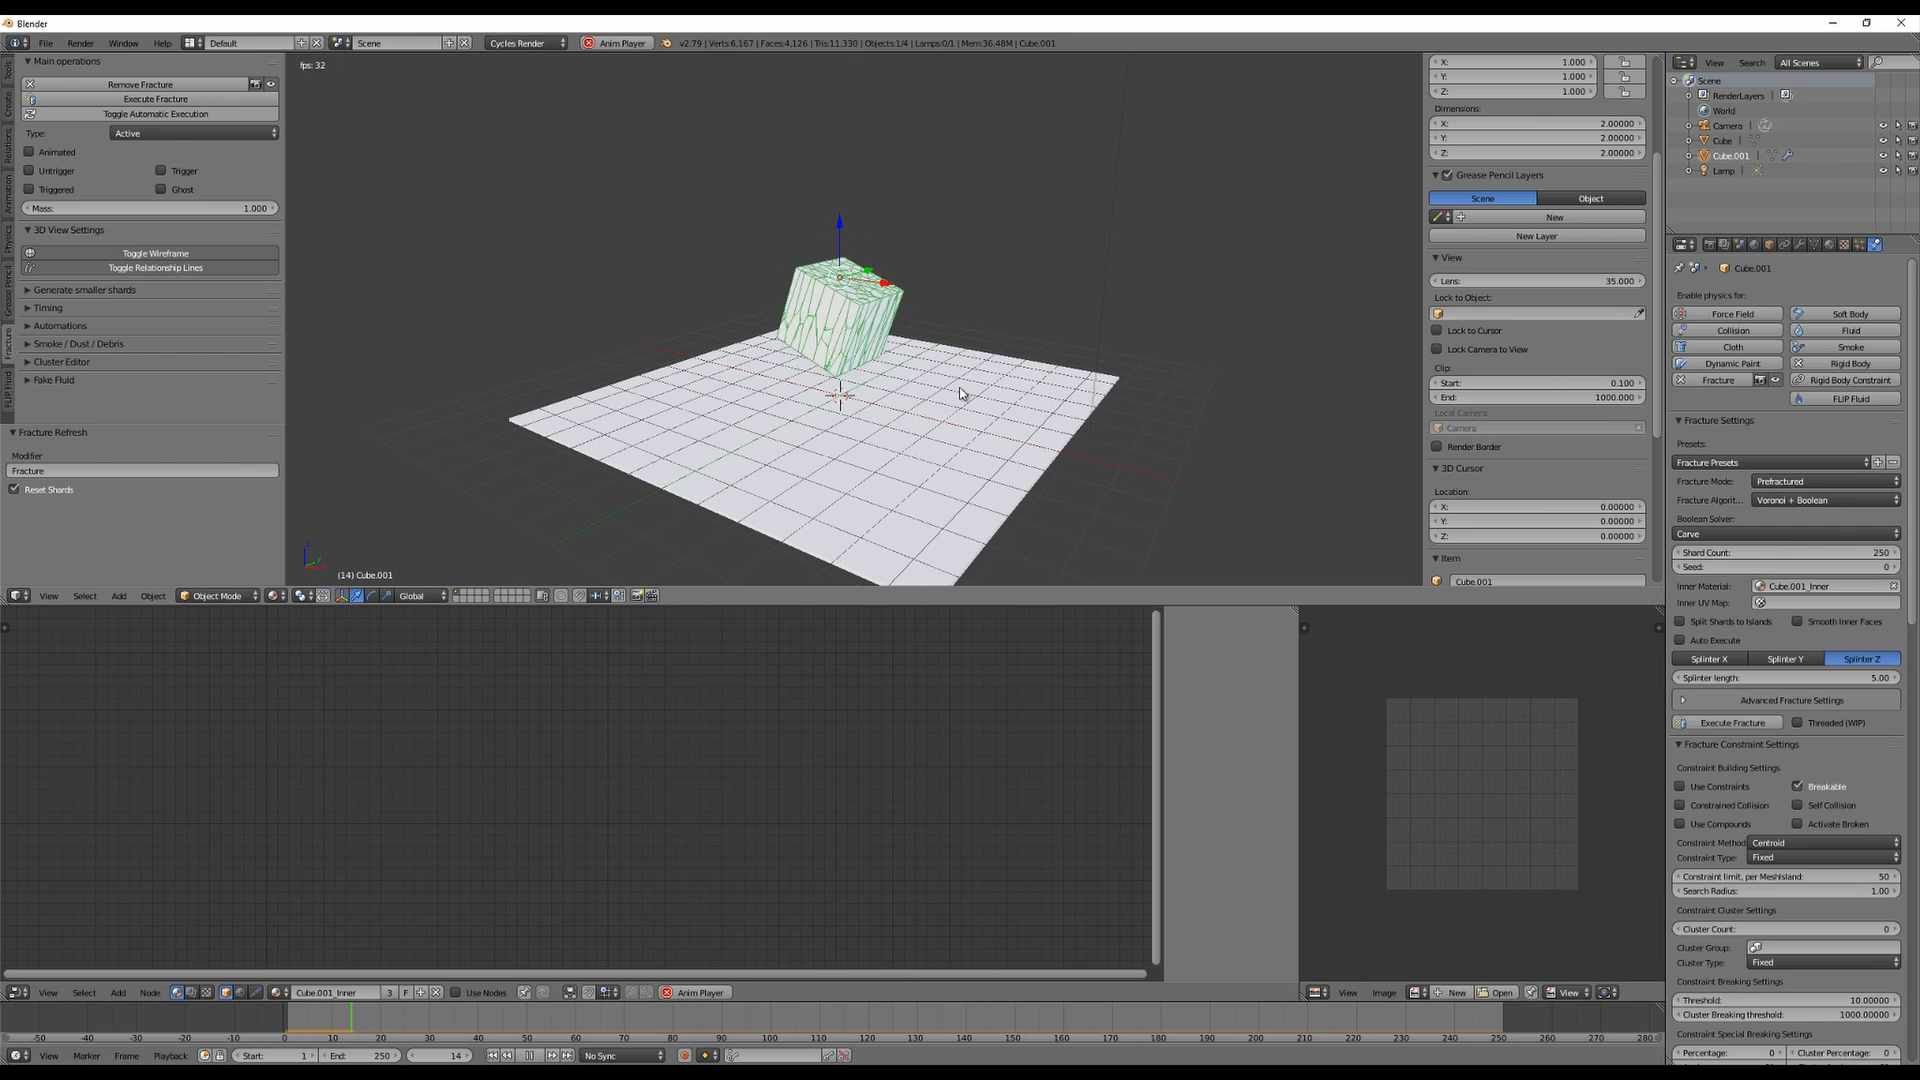 Blender
File Render Window Help Default Scene Cycles Render Anim Player v2.79 | Verts:6,167 | Faces:4,126 | Tris:11,330 | Objects:1/4 | Lamps:0/1 | Mem:36.48M | Cube.001
Tools
Create
Relations
Animation
Physics
Grease Pencil
Fracture
FLIP Fluid
Main operations
Remove Fracture
Execute Fracture
Toggle Automatic Execution
Type: Active
Animated
Untrigger Trigger
Triggered Ghost
Mass: 1.000
3D View Settings
Toggle Wireframe
Toggle Relationship Lines
Generate smaller shards
Timing
Automations
Smoke / Dust / Debris
Cluster Editor
Fake Fluid
Fracture Refresh
Modifier
Fracture
Reset Shards
fps: 32
(14) Cube.001
X: 1.000
Y: 1.000
Z: 1.000
Dimensions:
X: 2.00000
Y: 2.00000
Z: 2.00000
Grease Pencil Layers
Scene Object
New
New Layer
View
Lens: 35.000
Lock to Object:
Lock to Cursor
Lock Camera to View
Clip:
Start: 0.100
End: 1000.000
Local Camera:
Camera
Render Border
3D Cursor
Location:
X: 0.00000
Y: 0.00000
Z: 0.00000
Item
Cube.001
View Select Add Object Object Mode Global
View Search All Scenes
Scene
RenderLayers
World
Camera
Cube
Cube.001
Lamp
Cube.001
Enable physics for:
Force Field Soft Body
Collision Fluid
Cloth Smoke
Dynamic Paint Rigid Body
Fracture Rigid Body Constraint
FLIP Fluid
Fracture Settings
Presets:
Fracture Presets
Fracture Mode: Prefractured
Fracture Algorit... Voronoi + Boolean
Boolean Solver:
Carve
Shard Count: 250
Seed: 0
Inner Material: Cube.001_Inner
Inner UV Map:
Split Shards to Islands Smooth Inner Faces
Auto Execute
Splinter X Splinter Y Splinter Z
Splinter length: 5.00
Advanced Fracture Settings
Execute Fracture Threaded (WIP)
Fracture Constraint Settings
Constraint Building Settings
Use Constraints Breakable
Constrained Collision Self Collision
Use Compounds Activate Broken
Constraint Method: Centroid
Constraint Type: Fixed
Constraint limit, per MeshIsland: 50
Search Radius: 1.00
Constraint Cluster Settings
Cluster Count: 0
Cluster Group:
Cluster Type: Fixed
Constraint Breaking Settings
Threshold: 10.00000
Cluster Breaking threshold: 1000.00000
Constraint Special Breaking Settings
Percentage: 0 Cluster Percentage: 0
View Select Add Node Cube.001_Inner 3 F Use Nodes Anim Player
View Image New Open View
-50 -40 -30 -20 -10 0 10 20 30 40 50 60 70 80 90 100 110 120 130 140 150 160 170 180 190 200 210 220 230 240 250 260 270 280
View Marker Frame Playback Start: 1 End: 250 14 No Sync